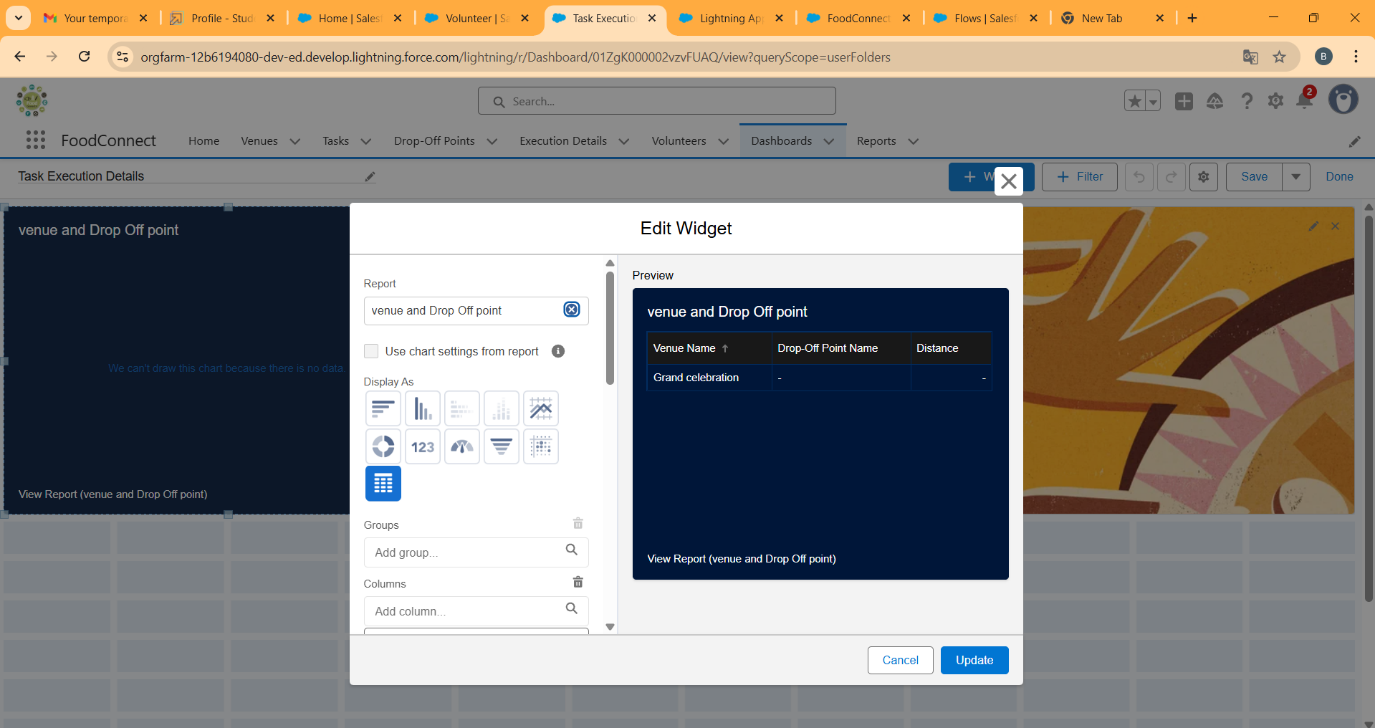 Your tempora
Profile - Stud
Home | Sales
Volunteer | S
Task Executio
Lightning Ap
FoodConnect
Flows | Salesf
New Tab
orgfarm-12b6194080-dev-ed.develop.lightning.force.com/lightning/r/Dashboard/01ZgK000002vzvFUAQ/view?queryScope=userFolders
B
Search...
2
FoodConnect
Home
Venues
Tasks
Drop-Off Points
Execution Details
Volunteers
Dashboards
Reports
Task Execution Details
+ W
+ Filter
Save
Done
venue and Drop Off point
We can't draw this chart because there is no data.
View Report (venue and Drop Off point)
Edit Widget
Report
venue and Drop Off point
Use chart settings from report
Display As
123
Groups
Add group...
Columns
Add column...
Preview
venue and Drop Off point
Venue Name ↑ Drop-Off Point Name Distance
Grand celebration - -
View Report (venue and Drop Off point)
Cancel
Update